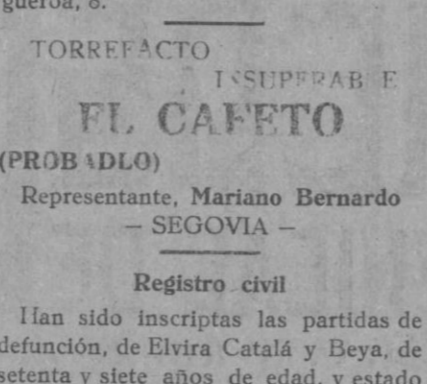 gueroa, 8.
TORREFACTO
INSUPERABLE
EL CAFETO
(PROBADLO)
Representante, Mariano Bernardo
— SEGOVIA —
Registro civil
Han sido inscriptas las partidas de
defunción, de Elvira Catalá y Beya, de
setenta y siete años de edad, y estado